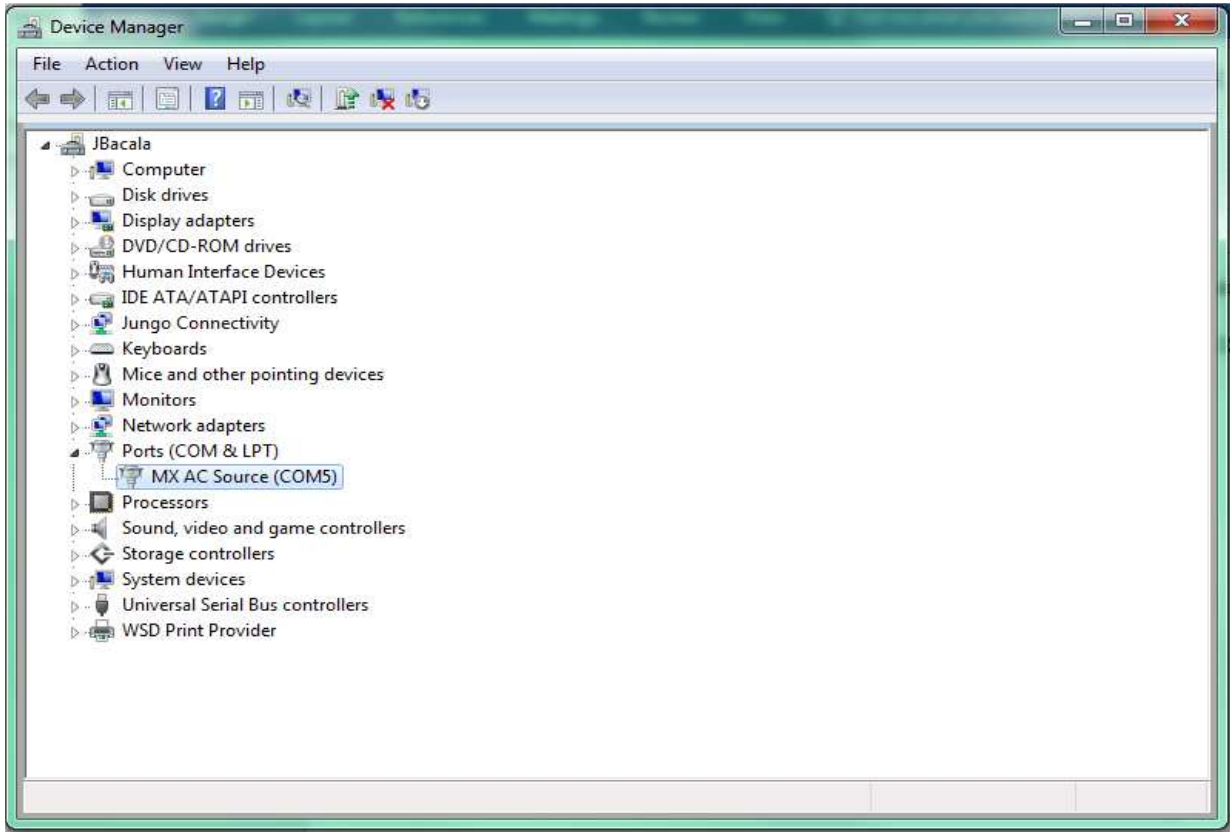 Device Manager
File Action View Help
JBacala
Computer
Disk drives
Display adapters
DVD/CD-ROM drives
Human Interface Devices
IDE ATA/ATAPI controllers
Jungo Connectivity
Keyboards
Mice and other pointing devices
Monitors
Network adapters
Ports (COM & LPT)
MX AC Source (COM5)
Processors
Sound, video and game controllers
Storage controllers
System devices
Universal Serial Bus controllers
WSD Print Provider